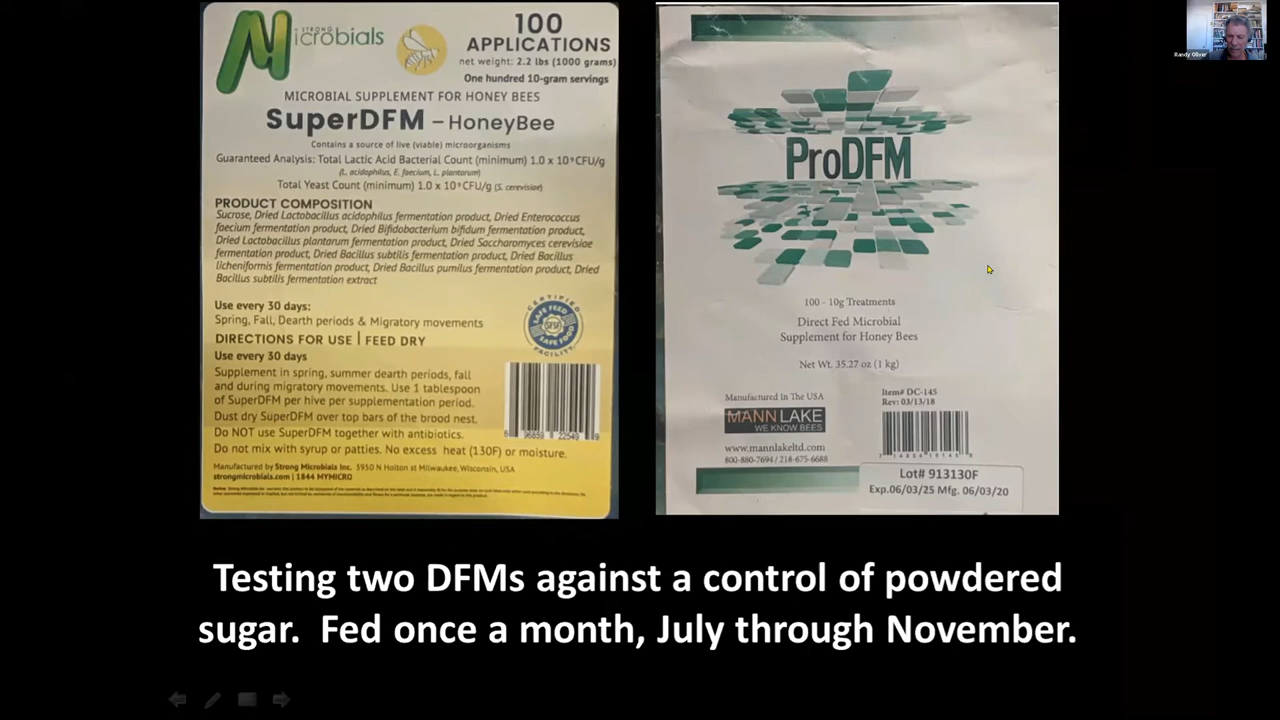 STRONG
Microbials
100
APPLICATIONS
net weight: 2.2 lbs (1000 grams)
One hundred 10-gram servings
MICROBIAL SUPPLEMENT FOR HONEY BEES
SuperDFM – HoneyBee
Contains a source of live (viable) microorganisms
Guaranteed Analysis: Total Lactic Acid Bacterial Count (minimum) 1.0 x 10⁹ CFU/g
(L. acidophilus, E. faecium, L. plantarum)
Total Yeast Count (minimum) 1.0 x 10⁹ CFU/g (S. cerevisiae)
PRODUCT COMPOSITION
Sucrose, Dried Lactobacillus acidophilus fermentation product, Dried Enterococcus
faecium fermentation product, Dried Bifidobacterium bifidum fermentation product,
Dried Lactobacillus plantarum fermentation product, Dried Saccharomyces cerevisiae
fermentation product, Dried Bacillus subtilis fermentation product, Dried Bacillus
licheniformis fermentation product, Dried Bacillus pumilus fermentation product, Dried
Bacillus subtilis fermentation extract
Use every 30 days:
Spring, Fall, Dearth periods & Migratory movements
DIRECTIONS FOR USE | FEED DRY
Use every 30 days
Supplement in spring, summer dearth periods, fall
and during migratory movements. Use 1 tablespoon
of SuperDFM per hive per supplementation period.
Dust dry SuperDFM over top bars of the brood nest.
Do NOT use SuperDFM together with antibiotics.
Do not mix with syrup or patties. No excess heat (130F) or moisture.
CERTIFIED
SAFE FEED
SAFE FOOD
FACILITY
Manufactured by Strong Microbials Inc. 3950 N Holton st Milwaukee, Wisconsin, USA
strongmicrobials.com | 1844 MYMICRO
ProDFM
100 - 10g Treatments
Direct Fed Microbial
Supplement for Honey Bees
Net Wt. 35.27 oz (1 kg)
Manufactured In The USA
MANN LAKE
WE KNOW BEES
www.mannlakeltd.com
800-880-7694 / 218-675-6688
Item# DC-145
Rev: 03/13/18
Lot# 913130F
Exp.06/03/25 Mfg. 06/03/20
Randy Oliver
Testing two DFMs against a control of powdered
sugar. Fed once a month, July through November.